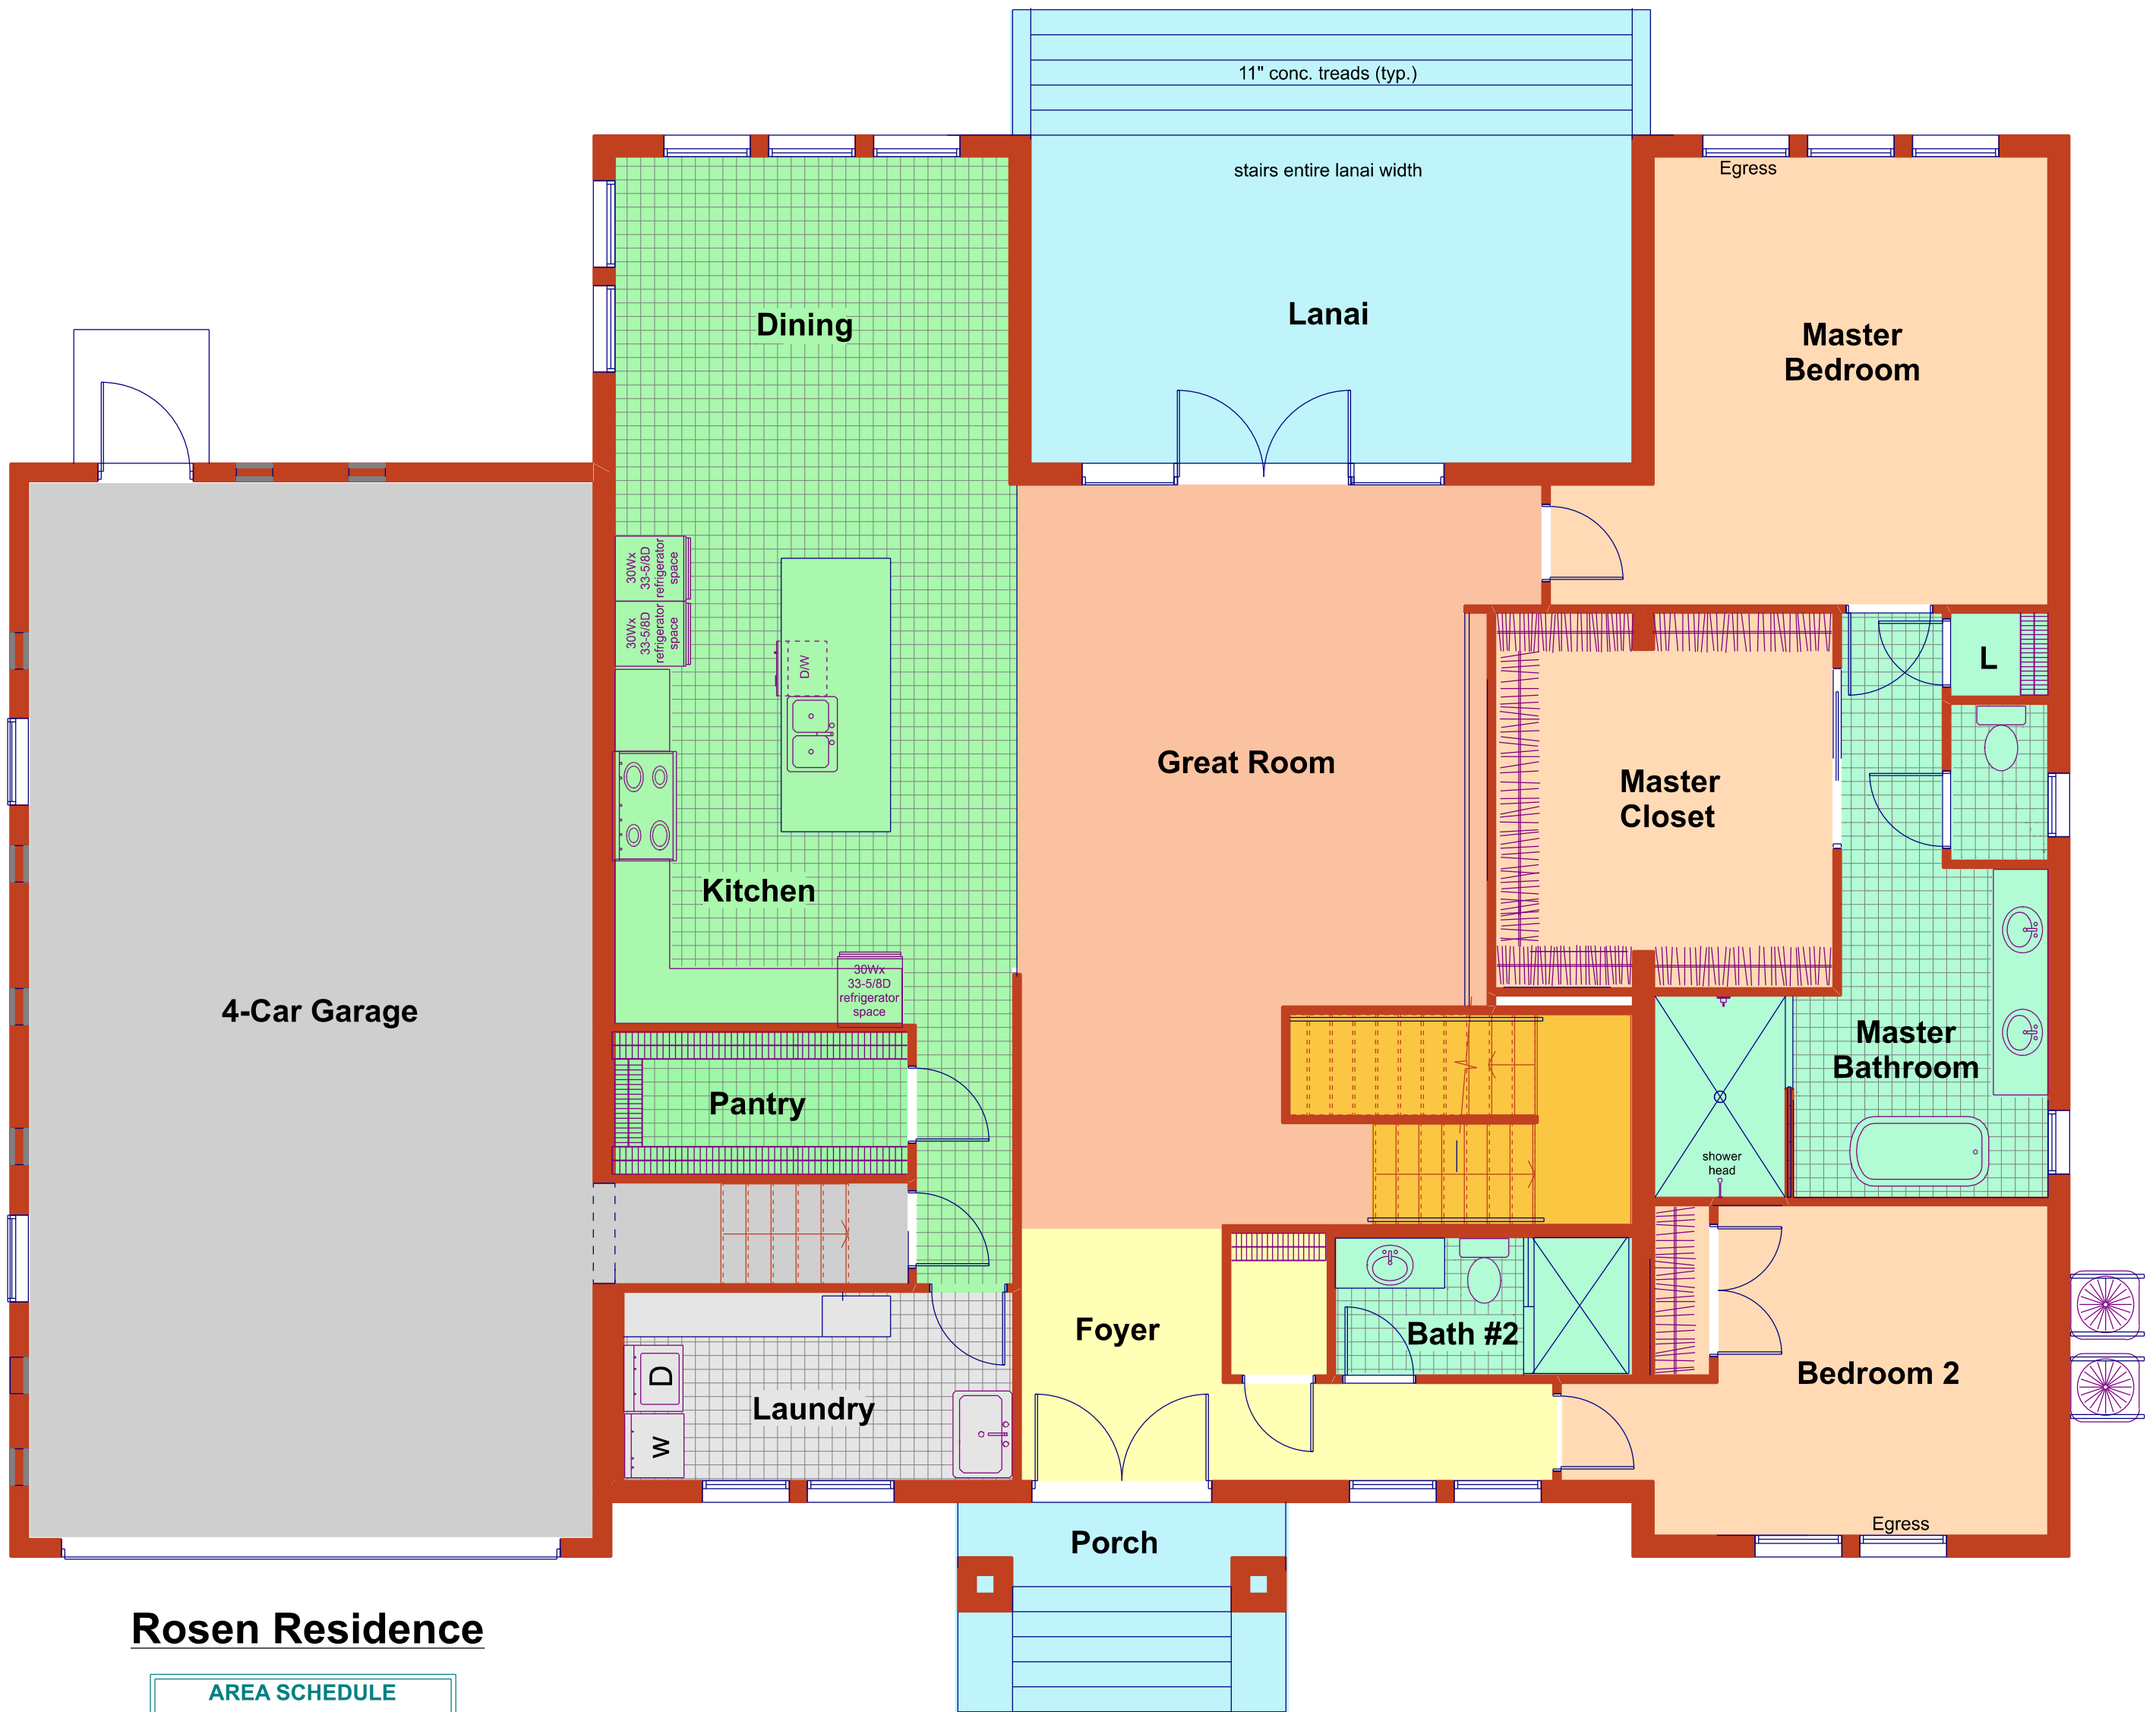 11" conc. treads (typ.)
stairs entire lanai width
Egress
Dining
Lanai
Master
Bedroom
30Wx
33-5/8D
refrigerator
space
30Wx
33-5/8D
refrigerator
space
D/W
L
Great Room
Master
Closet
Kitchen
30Wx
33-5/8D
refrigerator
space
4-Car Garage
Master
Bathroom
Pantry
shower
head
Foyer
Bath #2
Bedroom 2
D
Laundry
W
Egress
Porch
Rosen Residence
AREA SCHEDULE